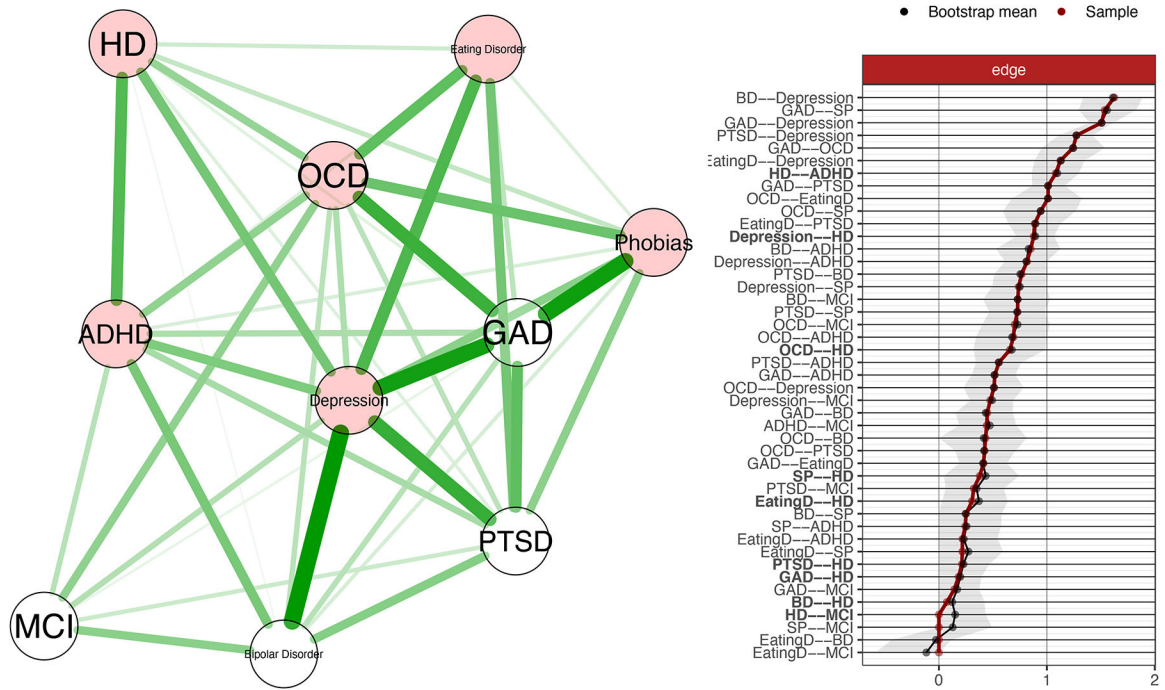 HD
Eating Disorder
OCD
Phobias
ADHD
GAD
Depression
PTSD
MCI
Bipolar Disorder
Bootstrap mean Sample
edge
BD––Depression
GAD––SP
GAD––Depression
PTSD––Depression
GAD––OCD
EatingD––Depression
HD––ADHD
GAD––PTSD
OCD––EatingD
OCD––SP
EatingD––PTSD
Depression––HD
BD––ADHD
Depression––ADHD
PTSD––BD
Depression––SP
BD––MCI
PTSD––SP
OCD––MCI
OCD––ADHD
OCD––HD
PTSD––ADHD
GAD––ADHD
OCD––Depression
Depression––MCI
GAD––BD
ADHD––MCI
OCD––BD
OCD––PTSD
GAD––EatingD
SP––HD
PTSD––MCI
EatingD––HD
BD––SP
SP––ADHD
EatingD––ADHD
EatingD––SP
PTSD––HD
GAD––HD
GAD––MCI
BD––HD
HD––MCI
SP––MCI
EatingD––BD
EatingD––MCI
0 1 2